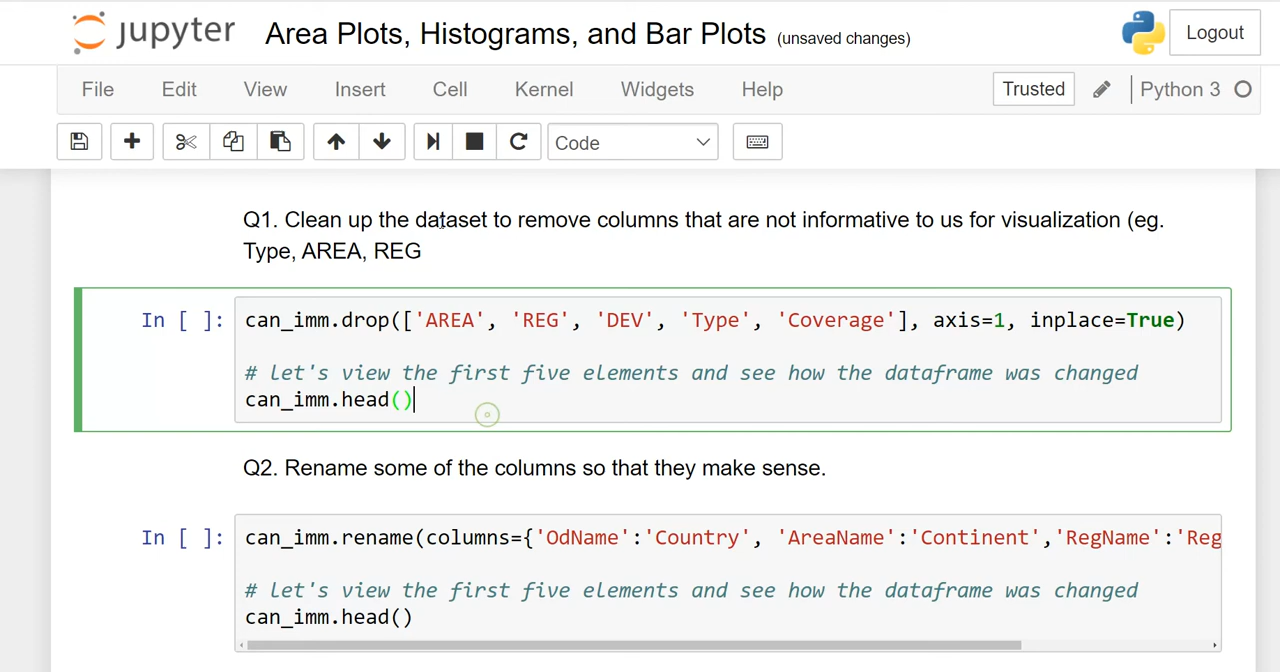 jupyter Area Plots, Histograms, and Bar Plots (unsaved changes) Logout
File Edit View Insert Cell Kernel Widgets Help Trusted Python 3
Code
Q1. Clean up the dataset to remove columns that are not informative to us for visualization (eg.
Type, AREA, REG
In [ ]: can_imm.drop(['AREA', 'REG', 'DEV', 'Type', 'Coverage'], axis=1, inplace=True)
# let's view the first five elements and see how the dataframe was changed
can_imm.head()
Q2. Rename some of the columns so that they make sense.
In [ ]: can_imm.rename(columns={'OdName':'Country', 'AreaName':'Continent','RegName':'Reg
# let's view the first five elements and see how the dataframe was changed
can_imm.head()